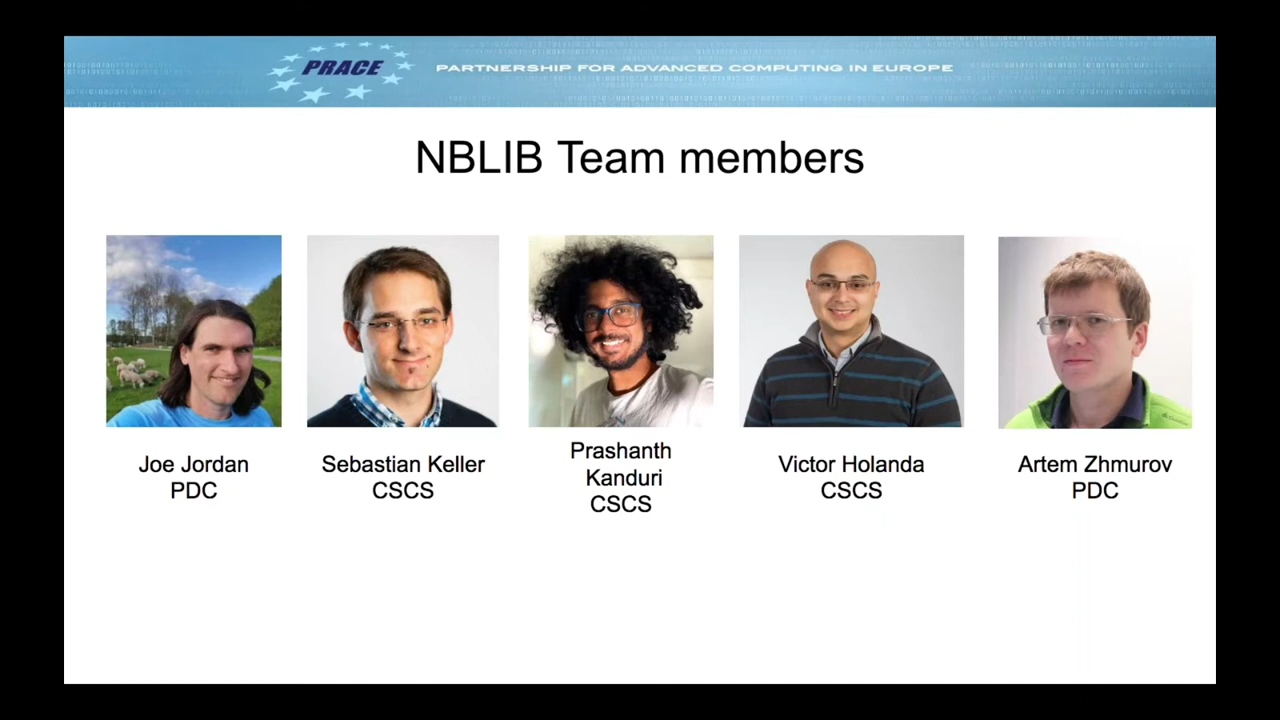 PRACE
PARTNERSHIP FOR ADVANCED COMPUTING IN EUROPE
NBLIB Team members
Joe Jordan
PDC
Sebastian Keller
CSCS
Prashanth
Kanduri
CSCS
Victor Holanda
CSCS
Artem Zhmurov
PDC